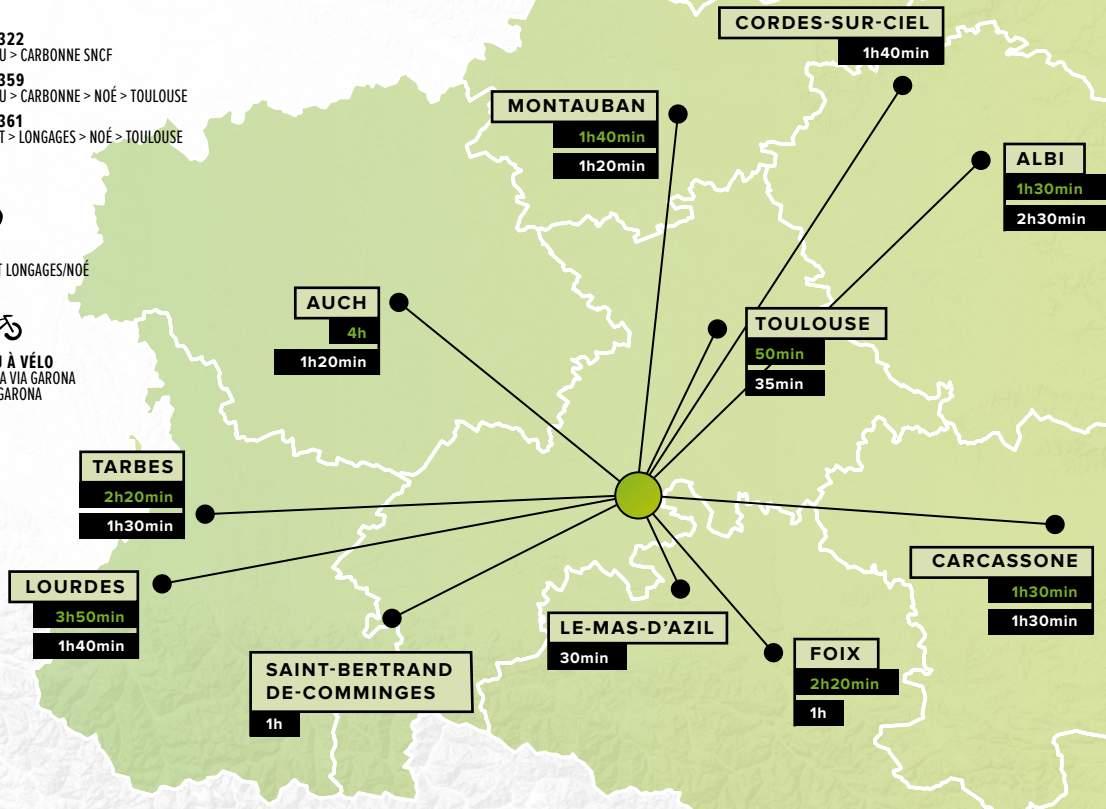 322
U > CARBONNE SNCF
359
U > CARBONNE > NOÉ > TOULOUSE
361
T > LONGAGES > NOÉ > TOULOUSE
T LONGAGES/NOÉ
À VÉLO
A VIA GARONA
GARONA
CORDES-SUR-CIEL
1h40min
MONTAUBAN
1h40min
1h20min
ALBI
1h30min
2h30min
AUCH
4h
1h20min
TOULOUSE
50min
35min
TARBES
2h20min
1h30min
LOURDES
3h50min
1h40min
SAINT-BERTRAND
DE-COMMINGES
1h
LE-MAS-D'AZIL
30min
FOIX
2h20min
1h
CARCASSONE
1h30min
1h30min